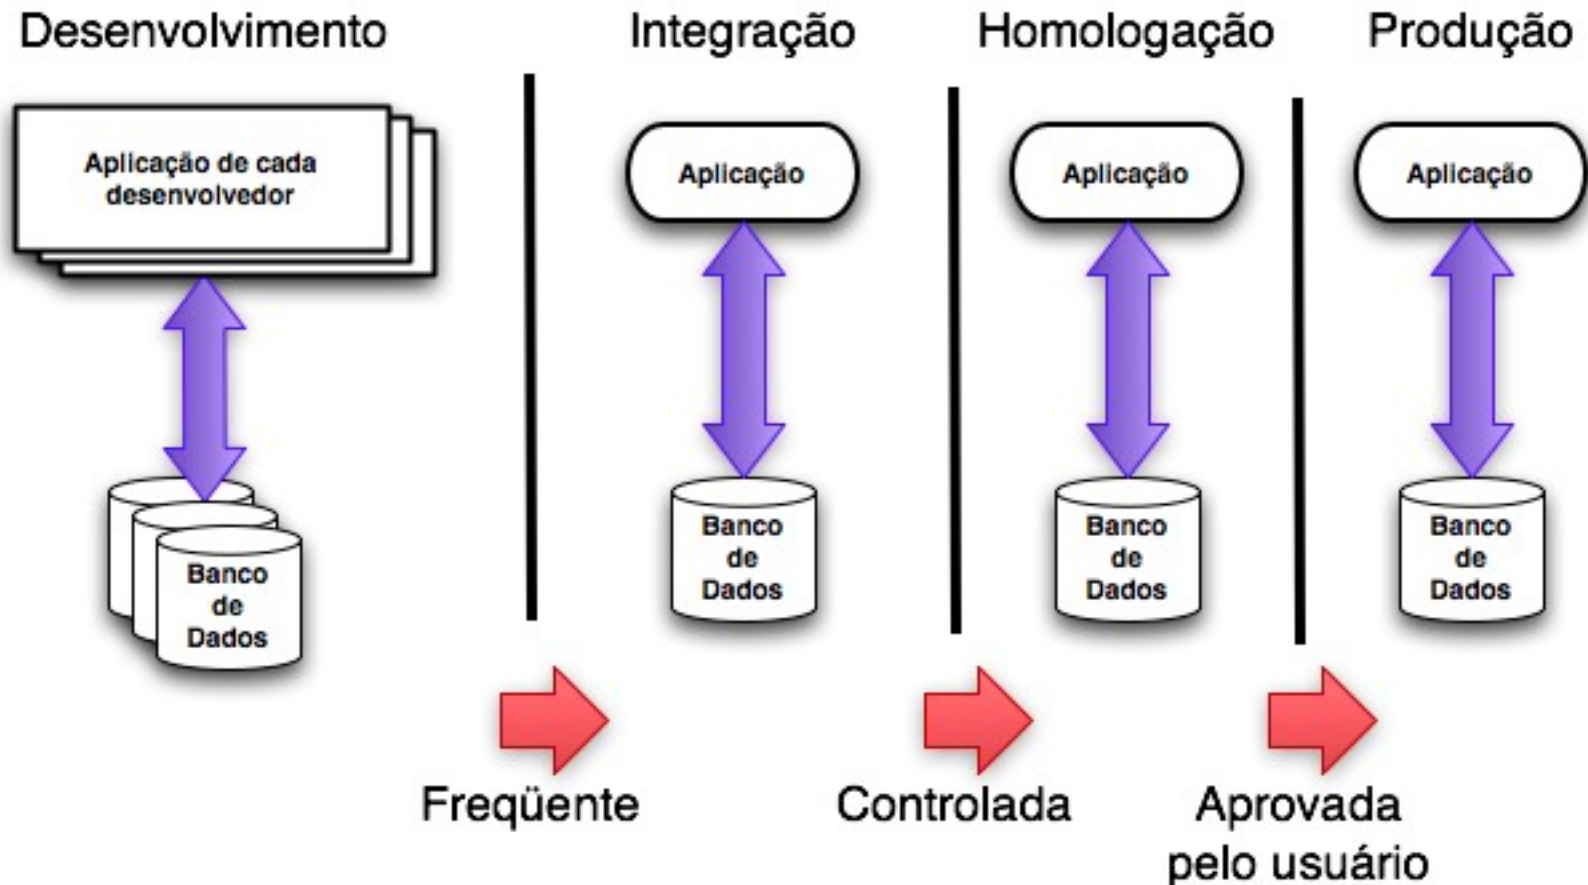 Desenvolvimento
Integração
Homologação
Produção
Aplicação de cada
desenvolvedor
Aplicação
Aplicação
Aplicação
Banco
de
Dados
Banco
de
Dados
Banco
de
Dados
Banco
de
Dados
Freqüente
Controlada
Aprovada
pelo usuário